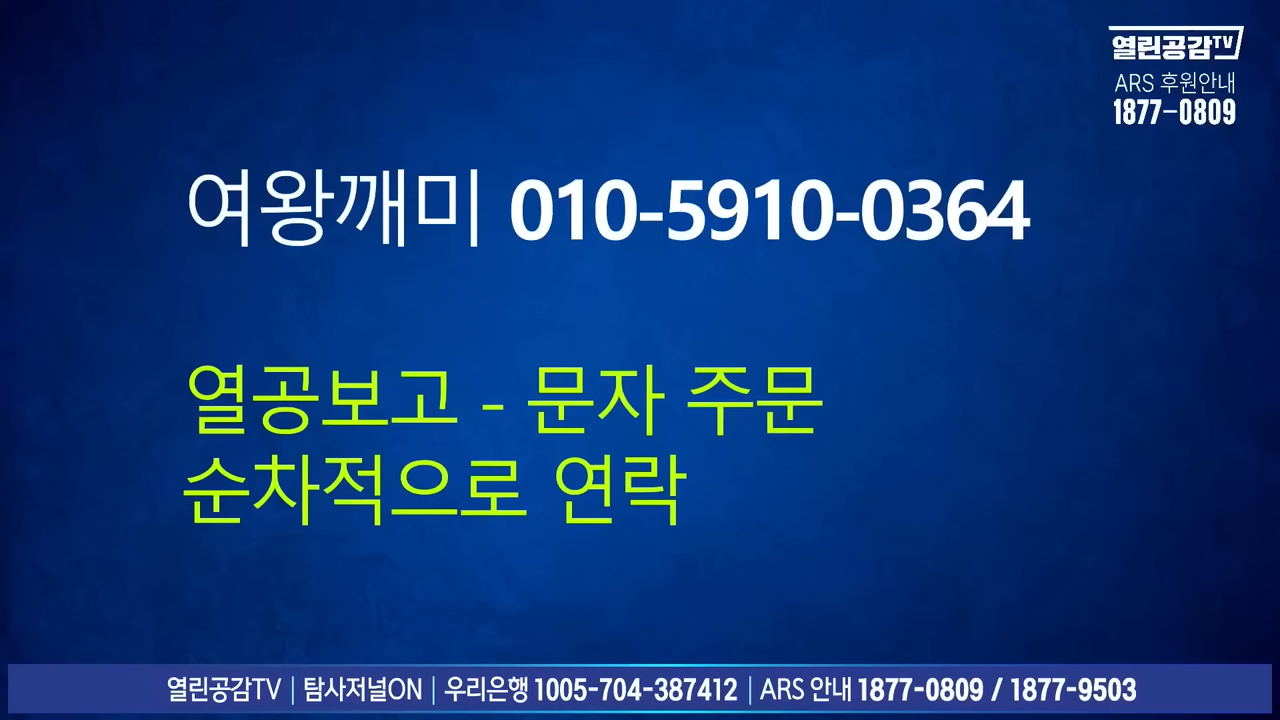 열린공감TV
ARS 후원안내
1877-0809
여왕깨미 010-5910-0364
열공보고 - 문자 주문
순차적으로 연락
열린공감TV | 탐사저널ON | 우리은행 1005-704-387412 | ARS 안내 1877-0809 / 1877-9503